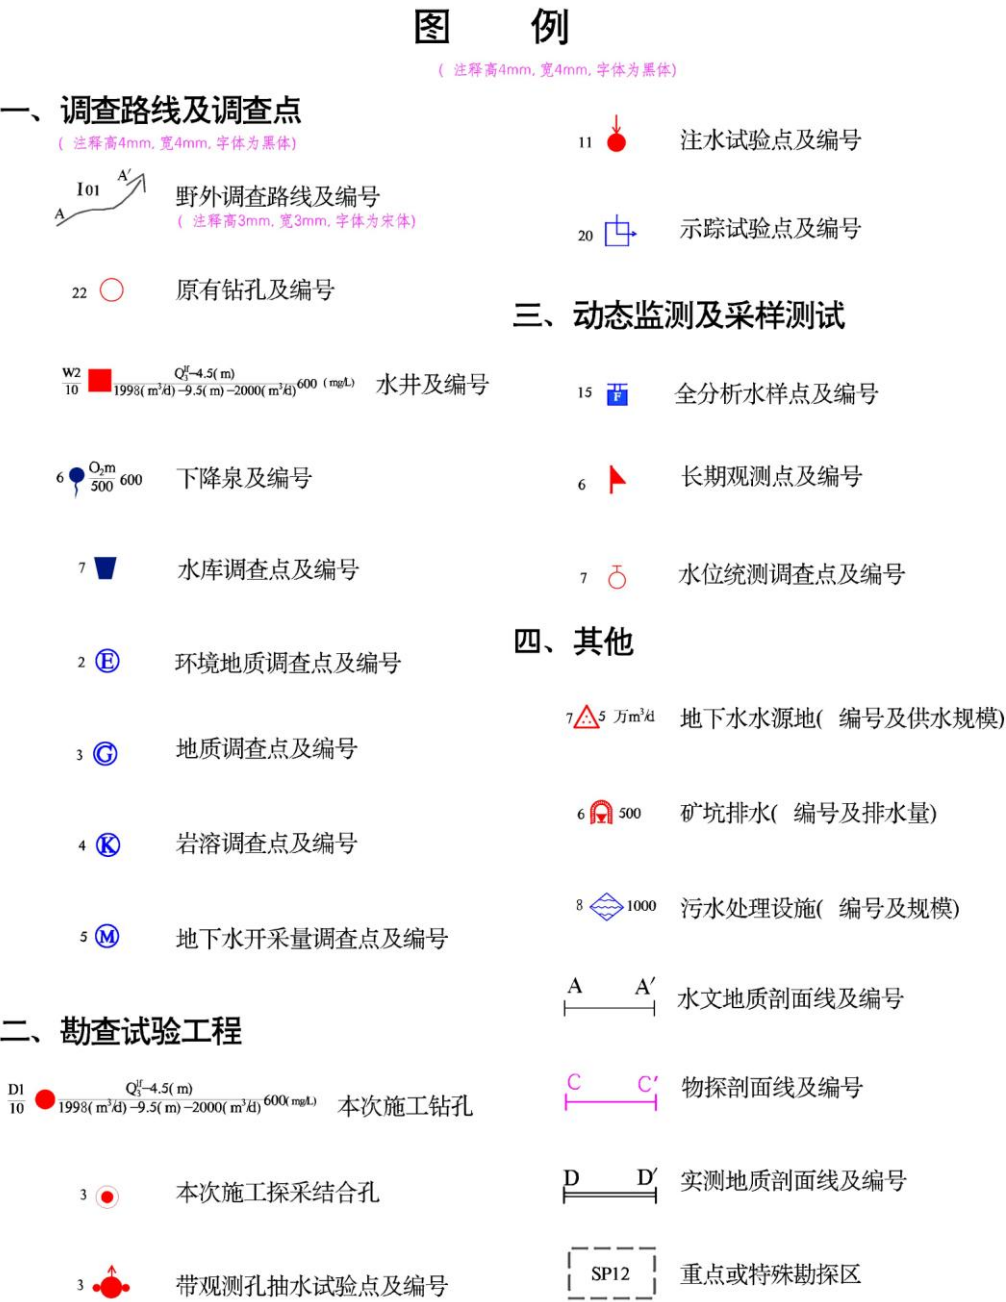 图 例
( 注释高4mm, 宽4mm, 字体为黑体)
一、调查路线及调查点
( 注释高4mm, 宽4mm, 字体为黑体)
A I01 A′ 野外调查路线及编号
( 注释高3mm, 宽3mm, 字体为宋体)
22 原有钻孔及编号
W2
10
Q₃ˡᶠ–4.5( m)
1998( m³/d) –9.5( m) –2000( m³/d) 600 ( mg/L) 水井及编号
6 O₂m
500 600 下降泉及编号
7 水库调查点及编号
2 E 环境地质调查点及编号
3 G 地质调查点及编号
4 K 岩溶调查点及编号
5 M 地下水开采量调查点及编号
二、勘查试验工程
D1
10
Q₃ˡᶠ–4.5( m)
1998( m³/d) –9.5( m) –2000( m³/d) 600( mg/L) 本次施工钻孔
3 本次施工探采结合孔
3 带观测孔抽水试验点及编号
11 注水试验点及编号
20 示踪试验点及编号
三、动态监测及采样测试
15 F 全分析水样点及编号
6 长期观测点及编号
7 水位统测调查点及编号
四、其他
7 5 万m³/d 地下水水源地( 编号及供水规模)
6 500 矿坑排水( 编号及排水量)
8 1000 污水处理设施( 编号及规模)
A A′ 水文地质剖面线及编号
C C′ 物探剖面线及编号
D D′ 实测地质剖面线及编号
SP12 重点或特殊勘探区